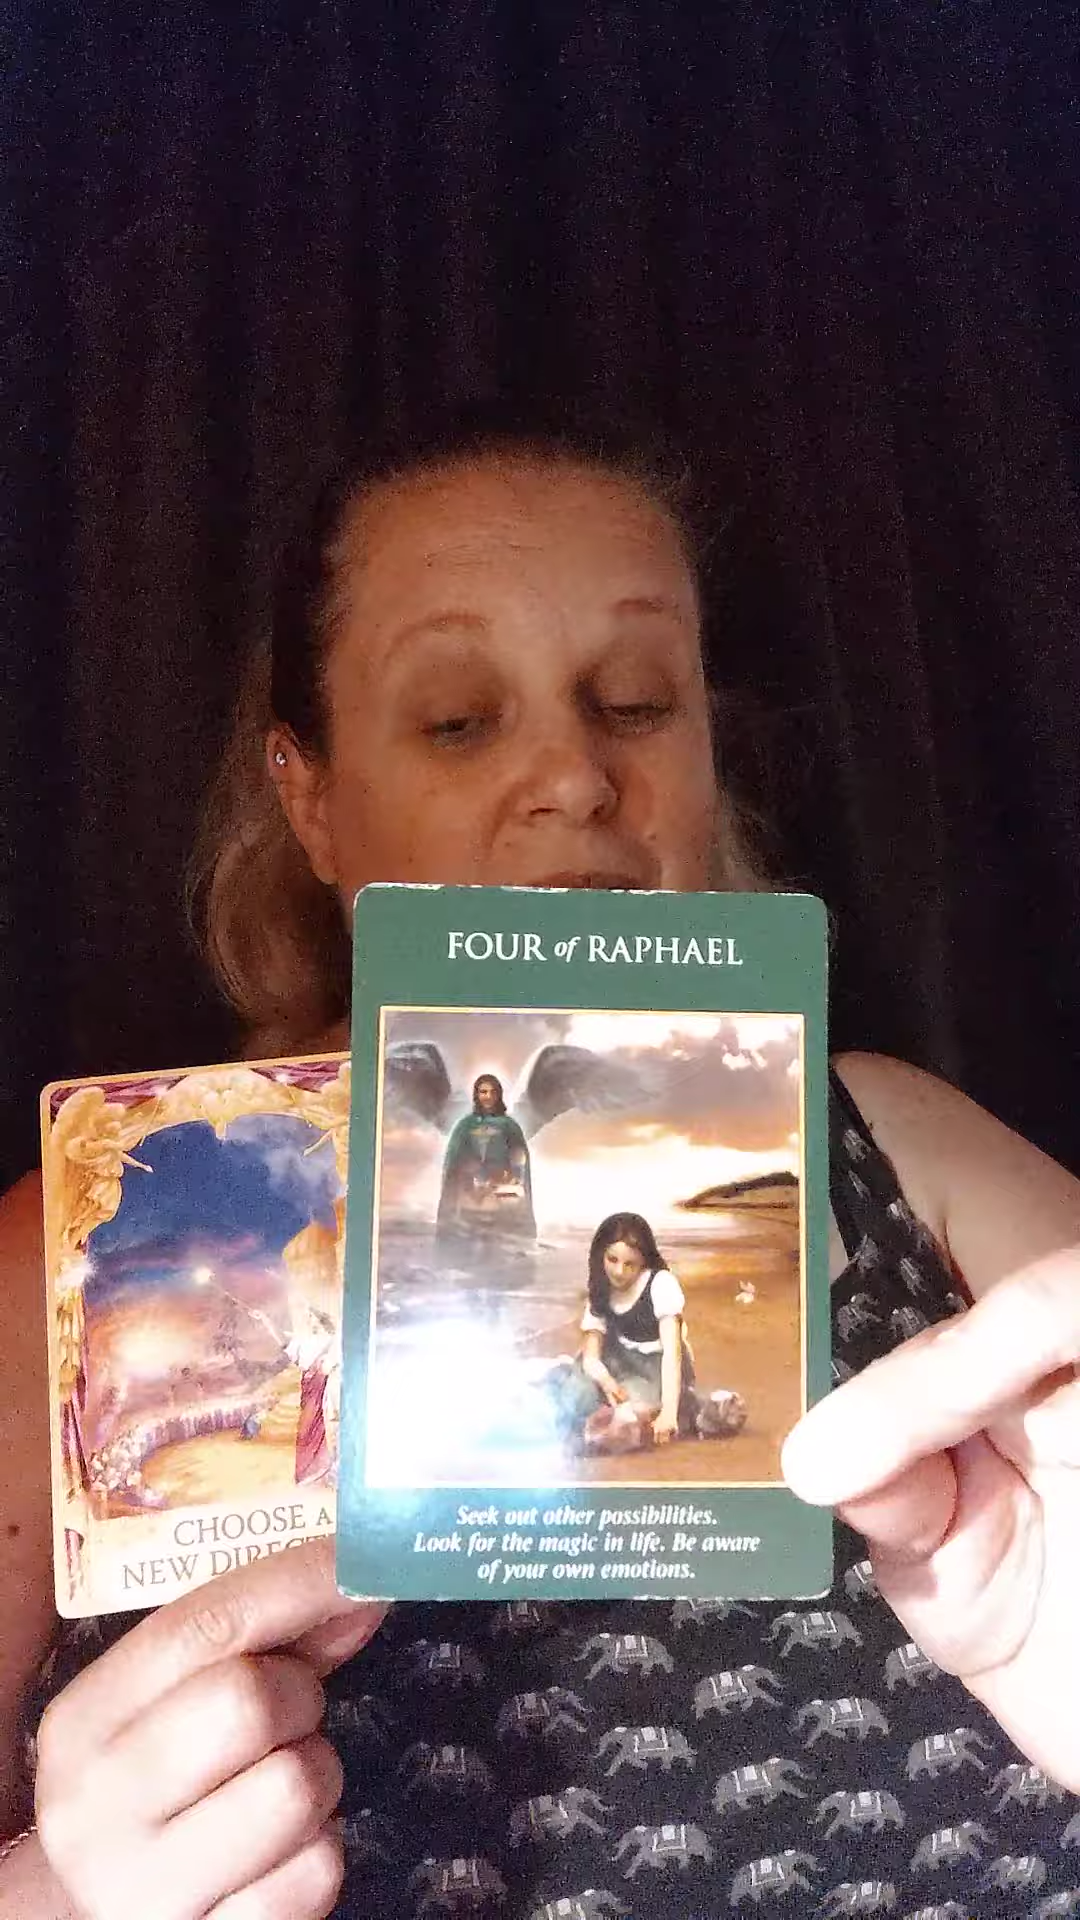 FOUR of RAPHAEL
Seek out other possibilities.
Look for the magic in life. Be aware
of your own emotions.
CHOOSE A
NEW